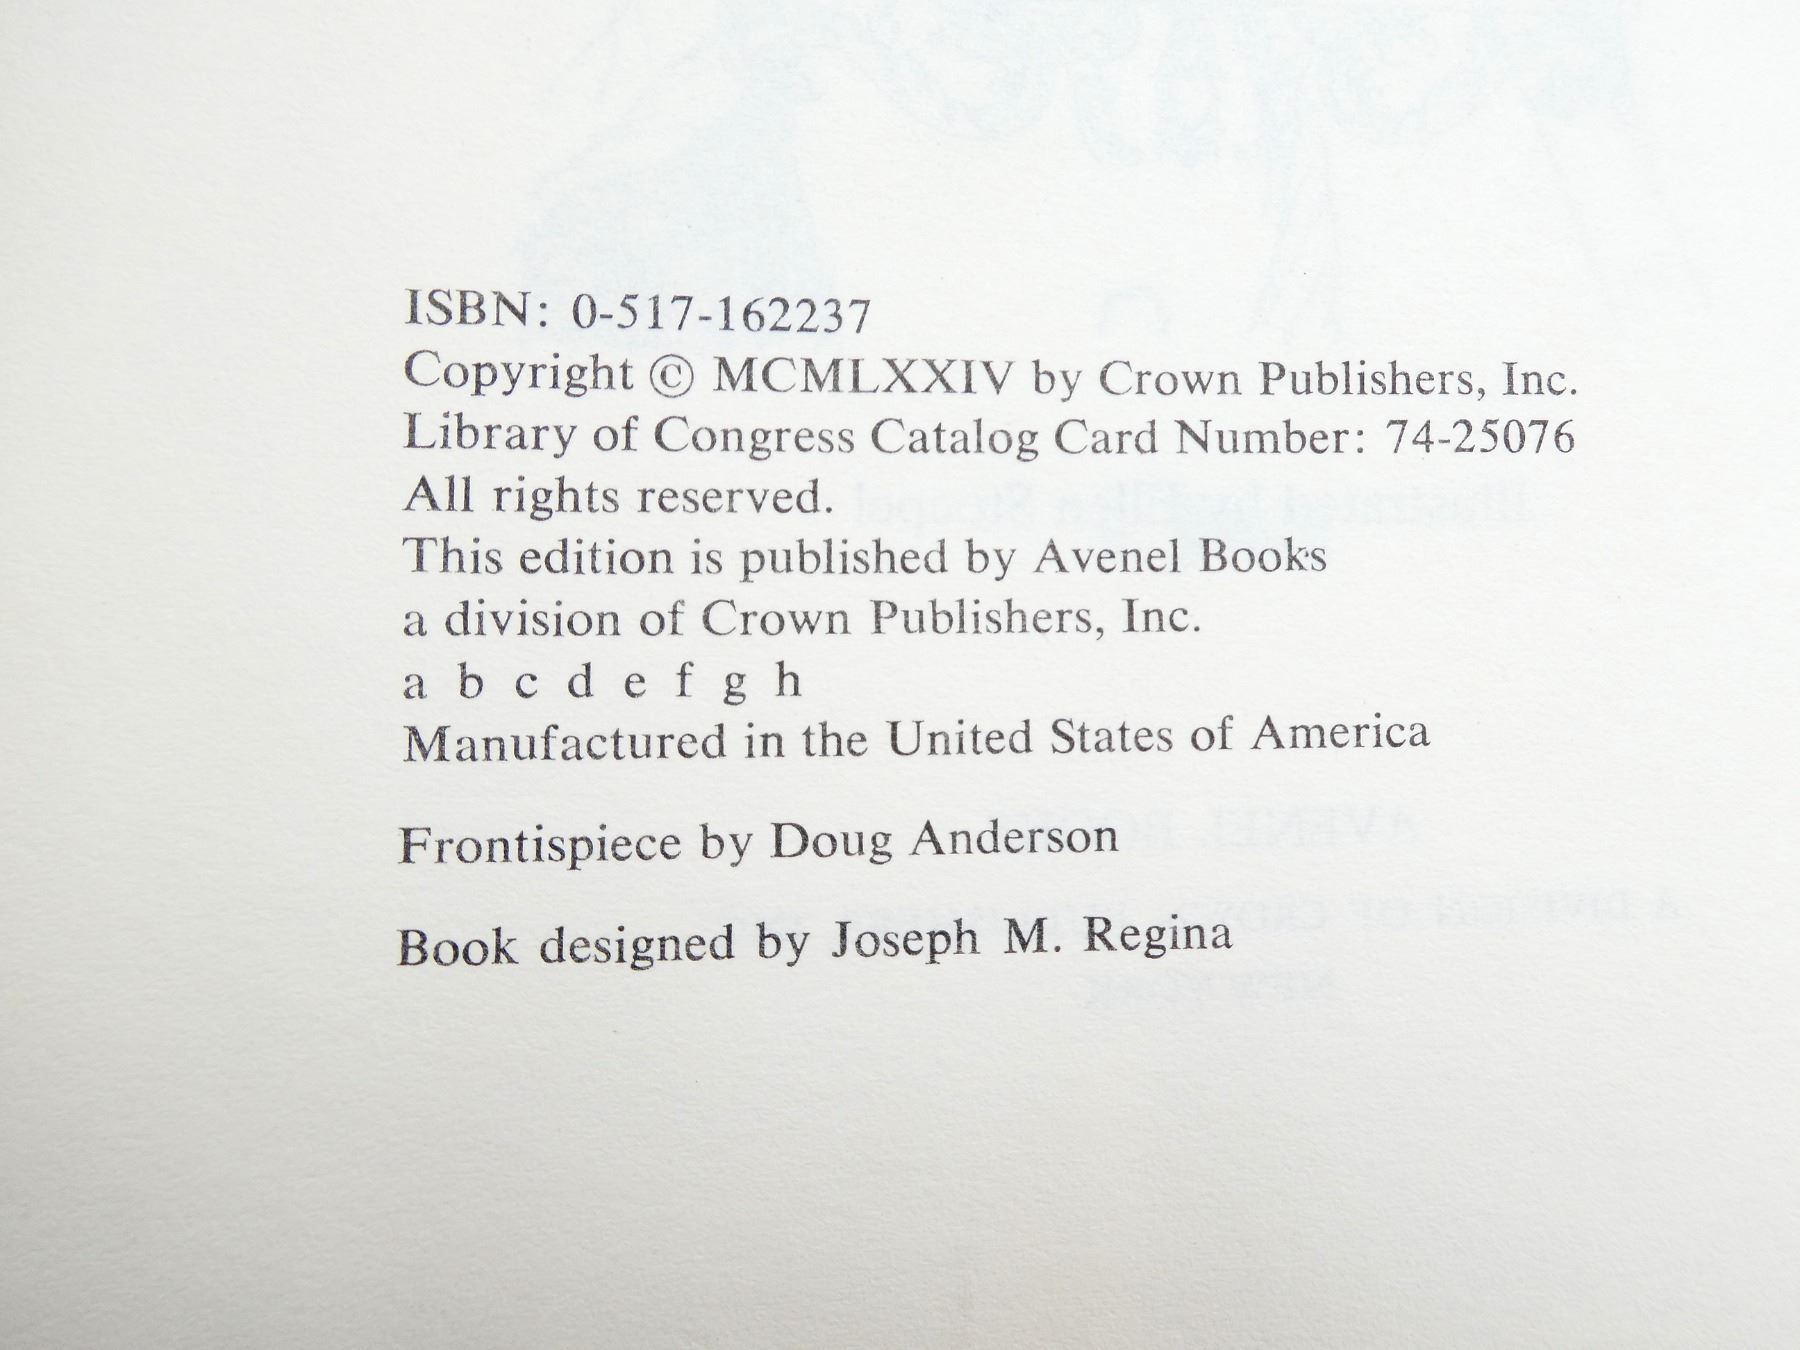 ISBN: 0-517-162237
Copyright © MCMLXXIV by Crown Publishers, Inc.
Library of Congress Catalog Card Number: 74-25076
All rights reserved.
This edition is published by Avenel Books
a division of Crown Publishers, Inc.
a b c d e f g h
Manufactured in the United States of America
Frontispiece by Doug Anderson
Book designed by Joseph M. Regina